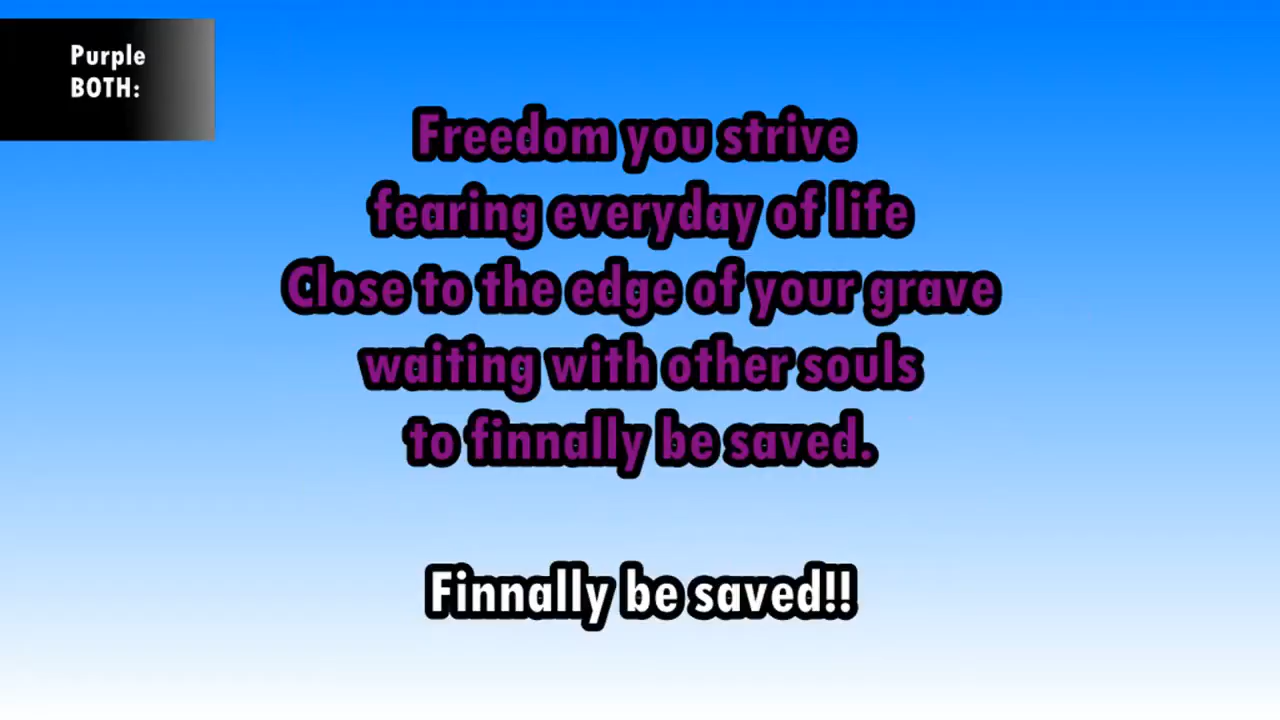 Purple
BOTH:
Freedom you strive
fearing everyday of life
Close to the edge of your grave
waiting with other souls
to finnally be saved.
Finnally be saved!!